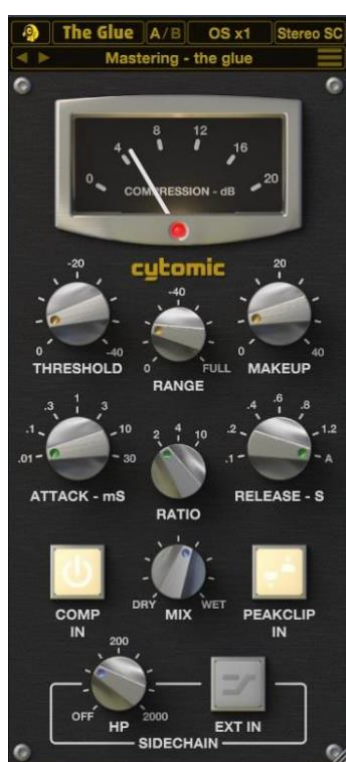 The Glue A/B OS x1 Stereo SC
Mastering - the glue
0 4 8 12 16 20
COMPRESSION - dB
cytomic
-20 -40 20
0 -40 0 FULL 0 40
THRESHOLD RANGE MAKEUP
.01 .1 .3 1 3 10 30
ATTACK - mS
2 4 10
RATIO
.1 .2 .4 .6 .8 1.2 A
RELEASE - S
COMP
IN
DRY WET
MIX
PEAKCLIP
IN
200
OFF 2000
HP
EXT IN
SIDECHAIN